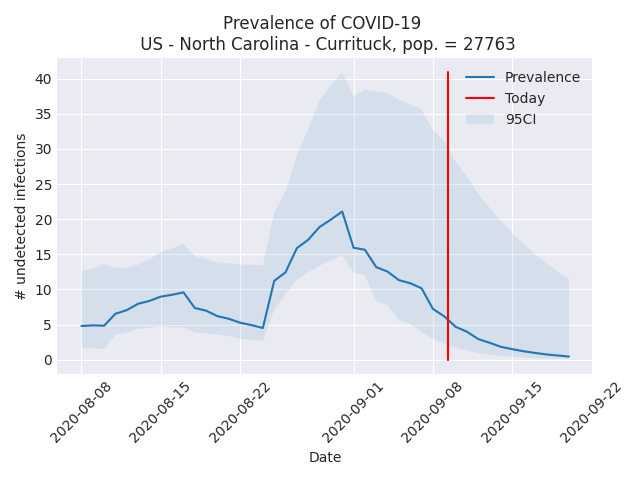 Prevalence of COVID-19
US - North Carolina - Currituck, pop. = 27763
Prevalence
Today
95CI
# undetected infections
40
35
30
25
20
15
10
5
0
2020-08-08
2020-08-15
2020-08-22
2020-09-01
2020-09-08
2020-09-15
2020-09-22
Date